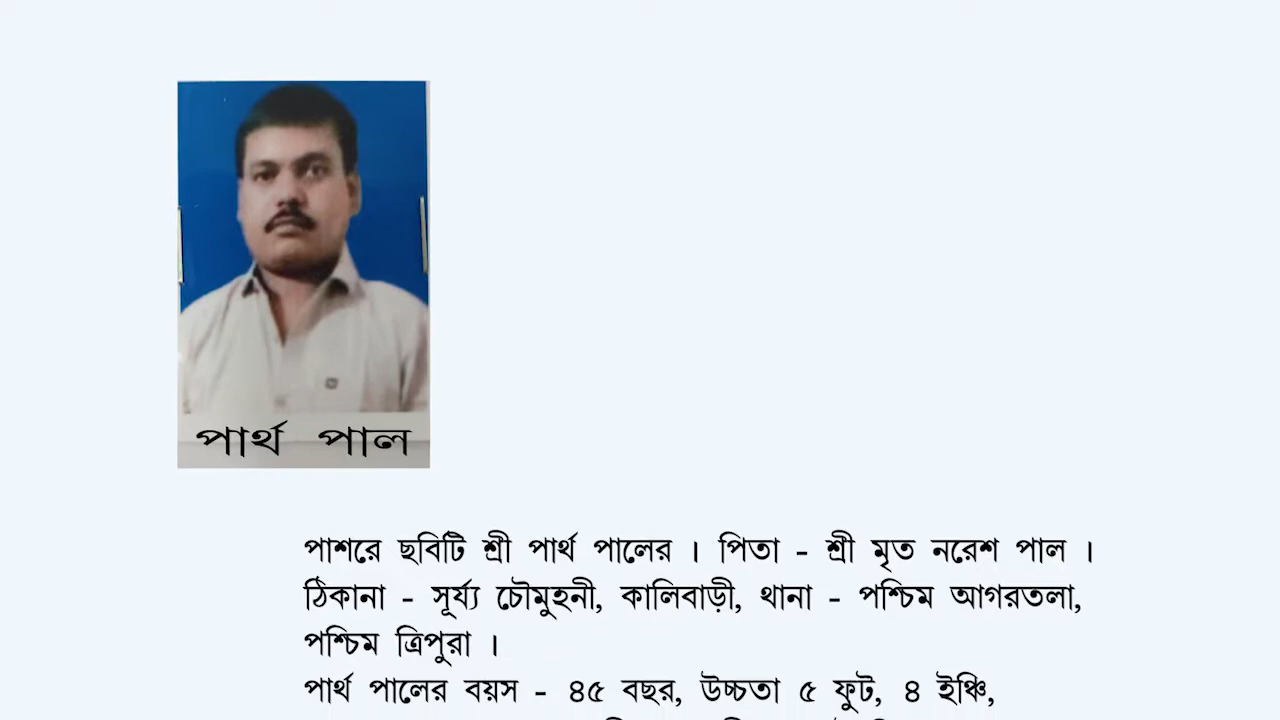 পার্থ পাল
পাশরে ছবিটি শ্রী পার্থ পালের ।  পিতা - শ্রী মৃত নরেশ পাল ।
ঠিকানা - সূর্য্য চৌমুহনী, কালিবাড়ী, থানা - পশ্চিম আগরতলা,
পশ্চিম ত্রিপুরা ।
পার্থ পালের বয়স - ৪৫ বছর, উচ্চতা ৫ ফুট, ৪ ইঞ্চি,